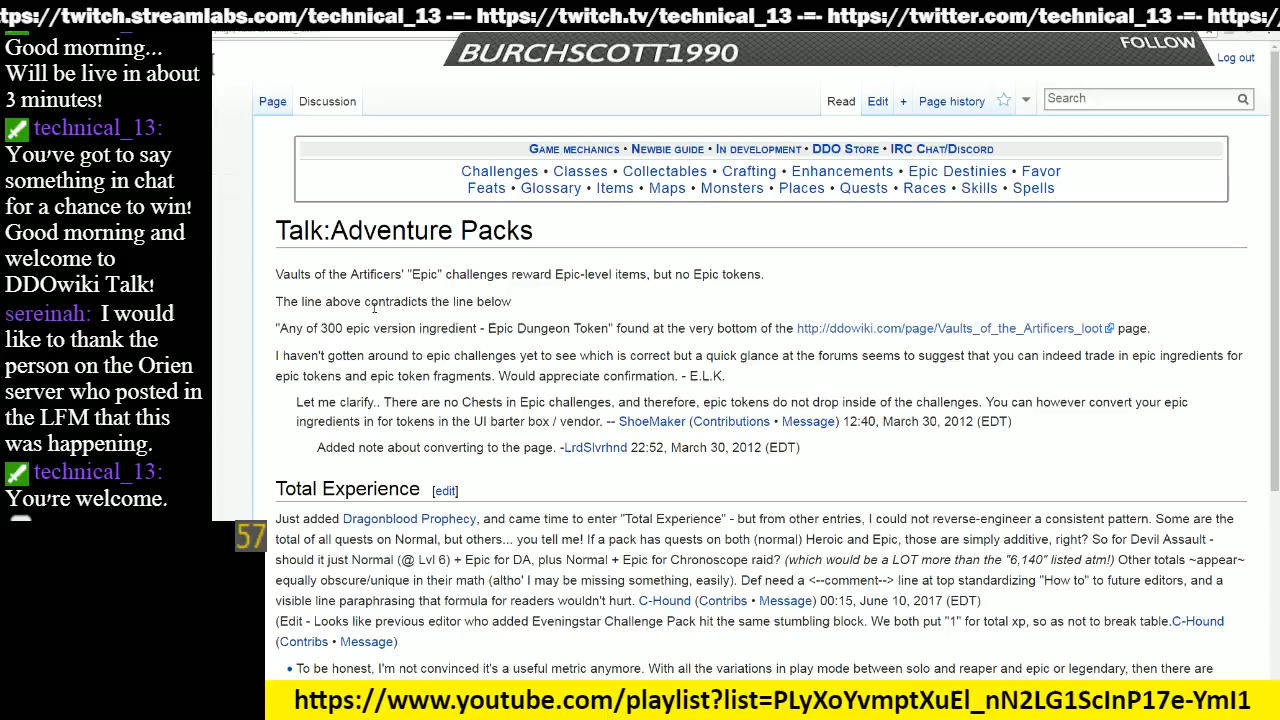 ttps://twitch.streamlabs.com/technical_13 -=- https://twitch.tv/technical_13 -=- https://twitter.com/technical_13 -=- https:/
Good morning...
Will be live in about
3 minutes!
technical_13:
You've got to say
something in chat
for a chance to win!
Good morning and
welcome to
DDOwiki Talk!
sereinah: I would
like to thank the
person on the Orien
server who posted in
the LFM that this
was happening.
technical_13:
You're welcome.
57
BURCHSCOTT1990
FOLLOW
Log out
Page Discussion Read Edit + Page history Search
Game mechanics • Newbie guide • In development • DDO Store • IRC Chat/Discord
Challenges • Classes • Collectables • Crafting • Enhancements • Epic Destinies • Favor
Feats • Glossary • Items • Maps • Monsters • Places • Quests • Races • Skills • Spells
Talk:Adventure Packs
Vaults of the Artificers' "Epic" challenges reward Epic-level items, but no Epic tokens.
The line above contradicts the line below
"Any of 300 epic version ingredient - Epic Dungeon Token" found at the very bottom of the http://ddowiki.com/page/Vaults_of_the_Artificers_loot page.
I haven't gotten around to epic challenges yet to see which is correct but a quick glance at the forums seems to suggest that you can indeed trade in epic ingredients for
epic tokens and epic token fragments. Would appreciate confirmation. - E.L.K.
Let me clarify.. There are no Chests in Epic challenges, and therefore, epic tokens do not drop inside of the challenges. You can however convert your epic
ingredients in for tokens in the UI barter box / vendor. -- ShoeMaker (Contributions • Message) 12:40, March 30, 2012 (EDT)
Added note about converting to the page. -LrdSlvrhnd 22:52, March 30, 2012 (EDT)
Total Experience [edit]
Just added Dragonblood Prophecy, and came time to enter "Total Experience" - but from other entries, I could not reverse-engineer a consistent pattern. Some are the
total of all quests on Normal, but others... you tell me! If a pack has quests on both (normal) Heroic and Epic, those are simply additive, right? So for Devil Assault -
should it just Normal (@ Lvl 6) + Epic for DA, plus Normal + Epic for Chronoscope raid? (which would be a LOT more than the "6,140" listed atm!) Other totals ~appear~
equally obscure/unique in their math (altho' I may be missing something, easily). Def need a <--comment--> line at top standardizing "How to" to future editors, and a
visible line paraphrasing that formula for readers wouldn't hurt. C-Hound (Contribs • Message) 00:15, June 10, 2017 (EDT)
(Edit - Looks like previous editor who added Eveningstar Challenge Pack hit the same stumbling block. We both put "1" for total xp, so as not to break table.C-Hound
(Contribs • Message)
• To be honest, I'm not convinced it's a useful metric anymore. With all the variations in play mode between solo and reaper and epic or legendary, then there are
https://www.youtube.com/playlist?list=PLyXoYvmptXuEl_nN2LG1ScInP17e-YmI1